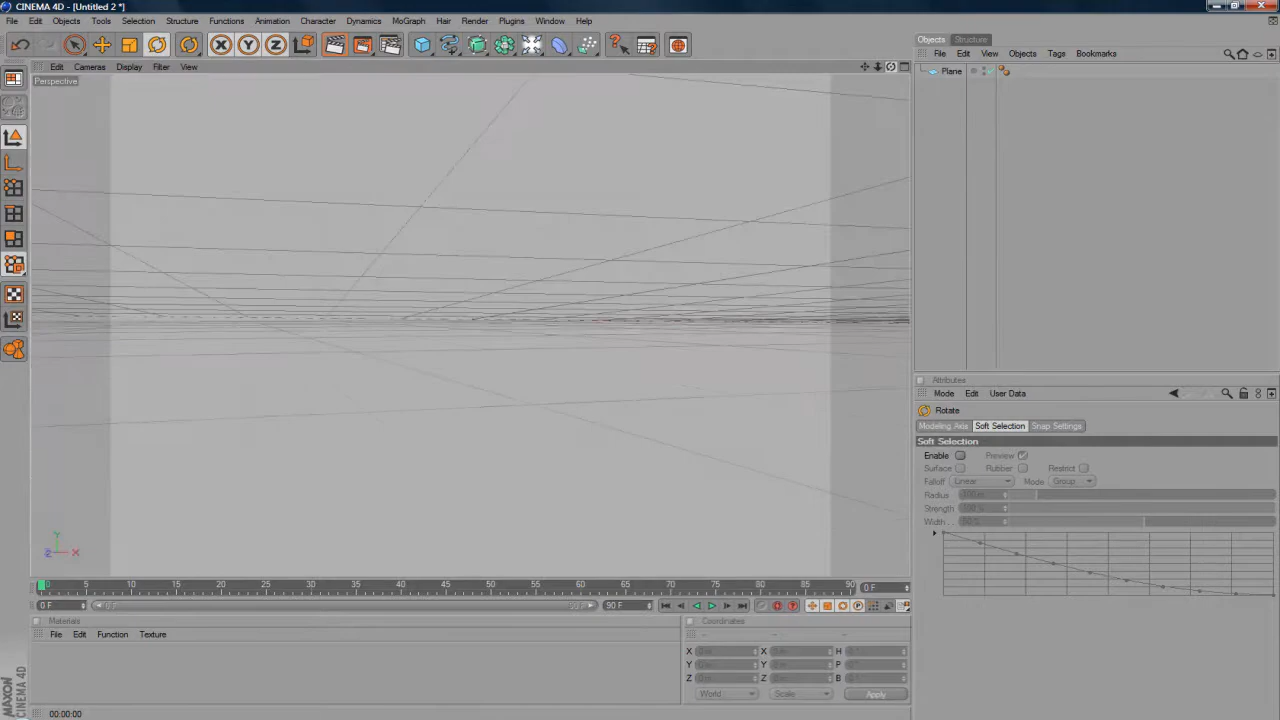 CINEMA 4D - [Untitled 2 *]
File Edit Objects Tools Selection Structure Functions Animation Character Dynamics MoGraph Hair Render Plugins Window Help
X Y Z
Objects Structure
File Edit View Objects Tags Bookmarks
Edit Cameras Display Filter View
Plane
Perspective
Attributes
Mode Edit User Data
Rotate
Modeling Axis Soft Selection Snap Settings
Soft Selection
Enable Preview
Surface Rubber Restrict
Falloff Linear Mode Group
Radius
Strength
Width . .
Y
Z X
0 5 10 15 20 25 30 35 40 45 50 55 60 65 70 75 80 85 90 0 F
0 F 90 F
Materials
Coordinates
File Edit Function Texture
X X H
Y Y P
Z Z B
World Scale Apply
MAXON
CINEMA 4D
00:00:00